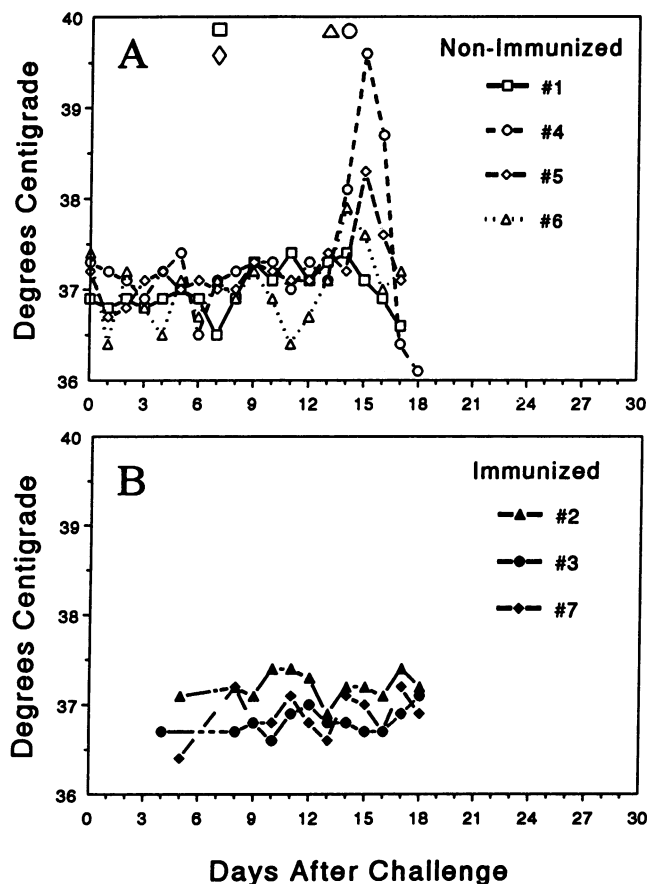 A
Non-Immunized
#1
#4
#5
#6
Degrees Centigrade
40
39
38
37
36
0 3 6 9 12 15 18 21 24 27 30
B
Immunized
#2
#3
#7
Degrees Centigrade
40
39
38
37
36
0 3 6 9 12 15 18 21 24 27 30
Days After Challenge